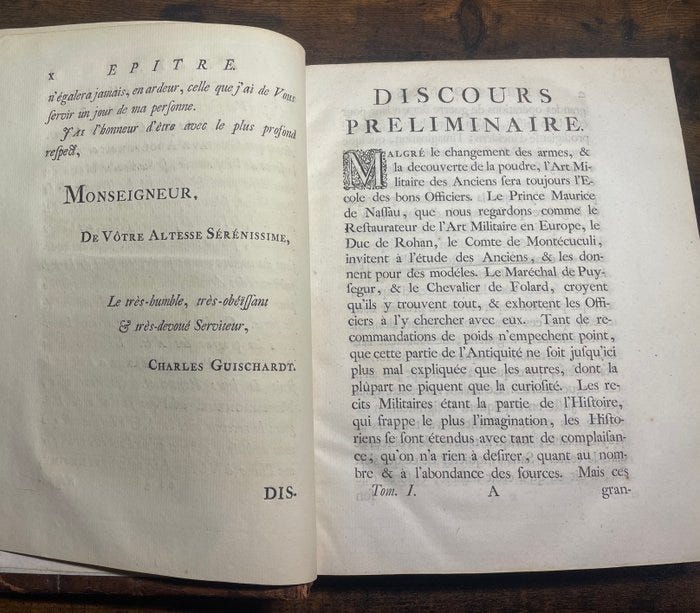 x EPITRE.
n'égalera jamais, en ardeur, celle que j'ai de Vous
servir un jour de ma personne.
J'ai l'honneur d'être avec le plus profond
respect,
MONSEIGNEUR,
DE VÔTRE ALTESSE SÉRÉNISSIME,
Le très-humble, très-obéïssant
& très-devoué Serviteur,
CHARLES GUISCHARDT.
DIS-
DISCOURS
PRELIMINAIRE.
MALGRÉ le changement des armes, &
la decouverte de la poudre, l'Art Mi-
litaire des Anciens sera toujours l'E-
cole des bons Officiers. Le Prince Maurice
de Nassau, que nous regardons comme le
Restaurateur de l'Art Militaire en Europe, le
Duc de Rohan, le Comte de Montécuculi,
invitent à l'étude des Anciens, & les don-
nent pour des modéles. Le Maréchal de Puy-
segur, & le Chevalier de Folard, croyent
qu'ils y trouvent tout, & exhortent les Offi-
ciers à l'y chercher avec eux. Tant de re-
commandations de poids n'empechent point,
que cette partie de l'Antiquité ne soit jusqu'ici
plus mal expliquée que les autres, dont la
plûpart ne piquent que la curiosité. Les re-
cits Militaires étant la partie de l'Histoire,
qui frappe le plus l'imagination, les Histo-
riens se sont étendus avec tant de complaisan-
ce, qu'on n'a rien à desirer, quant au nom-
bre & à l'abondance des sources. Mais ces
Tom. I. A gran-